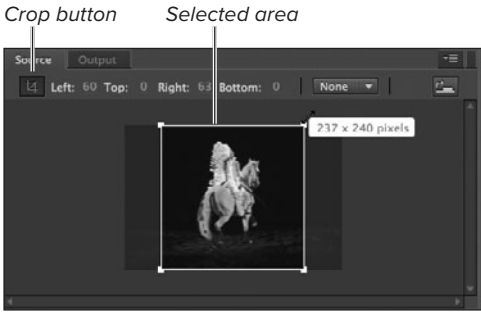 Crop button Selected area
Source Output
Left: 60 Top: 0 Right: 63 Bottom: 0 None
237 x 240 pixels